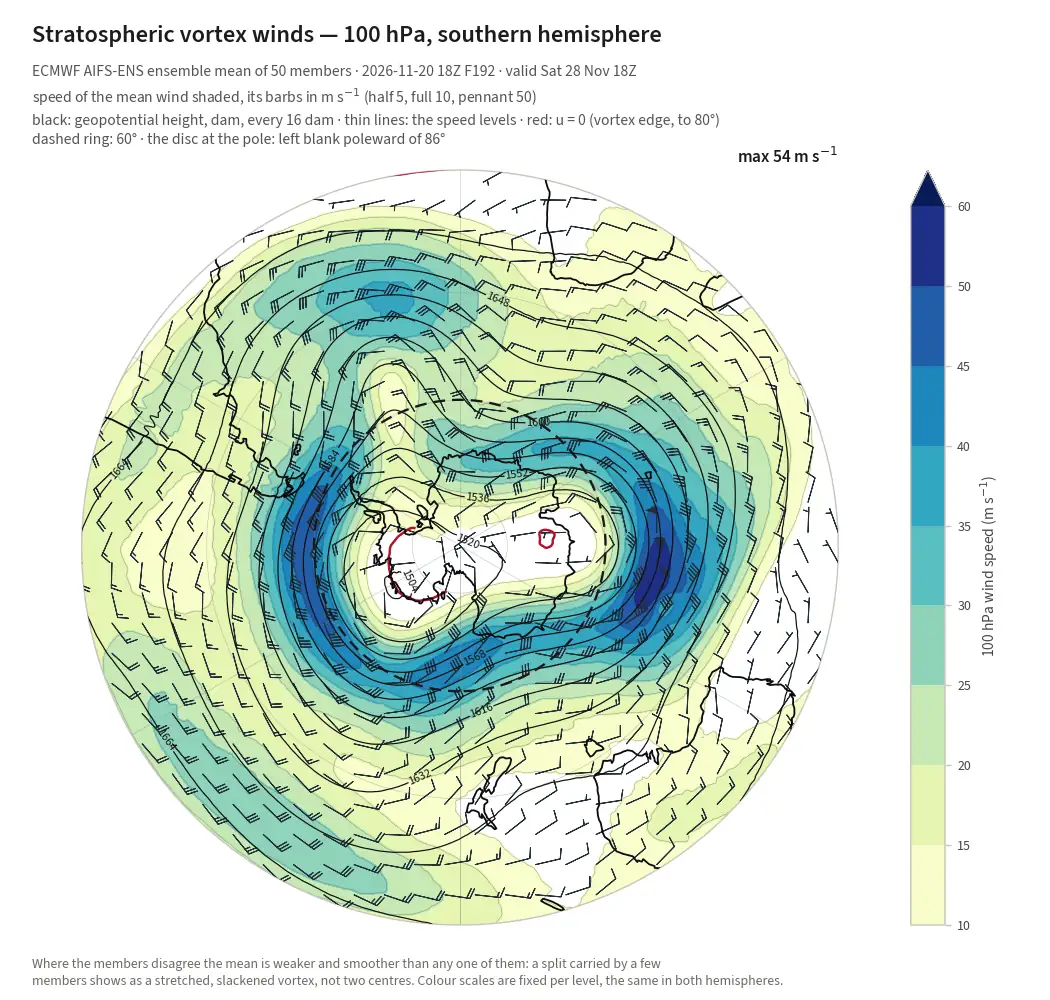 Stratospheric vortex winds — 100 hPa, southern hemisphere
ECMWF AIFS-ENS ensemble mean of 50 members · 2026-11-20 18Z F192 · valid Sat 28 Nov 18Z
speed of the mean wind shaded, its barbs in m s−1 (half 5, full 10, pennant 50)
black: geopotential height, dam, every 16 dam · thin lines: the speed levels · red: u = 0 (vortex edge, to 80°)
dashed ring: 60° · the disc at the pole: left blank poleward of 86°
max 54 m s−1
60
50
45
40
35
30
25
20
15
10
100 hPa wind speed (m s−1)
1648
1600
1664
1584
1552
1536
1520
1504
1568
1616
1664
1632
Where the members disagree the mean is weaker and smoother than any one of them: a split carried by a few
members shows as a stretched, slackened vortex, not two centres. Colour scales are fixed per level, the same in both hemispheres.